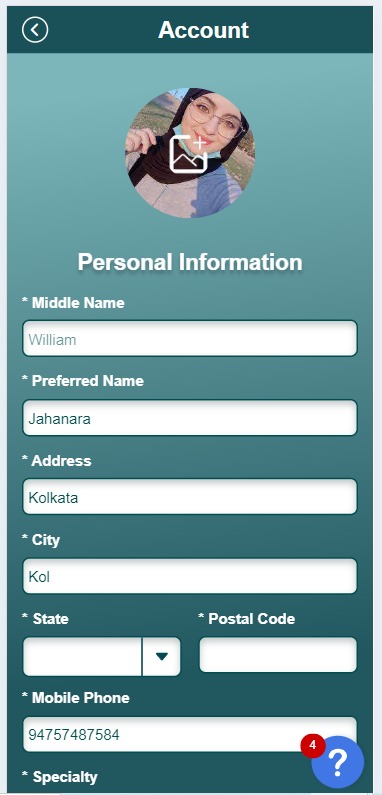 Account
Personal Information
* Middle Name
William
* Preferred Name
Jahanara
* Address
Kolkata
* City
Kol
* State * Postal Code
* Mobile Phone
94757487584
4
?
* Specialty